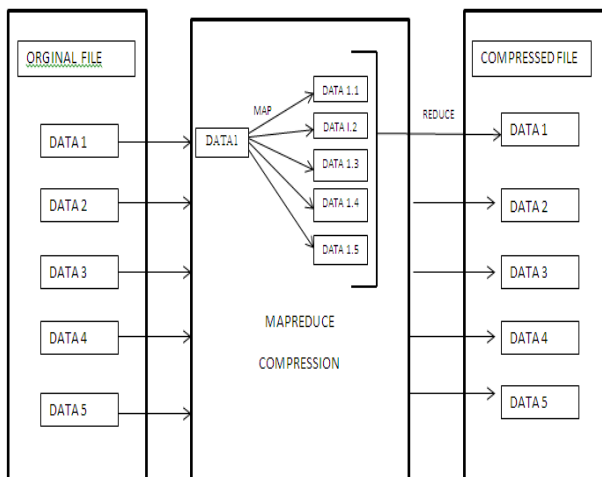 ORGINAL FILE
DATA 1
DATA 2
DATA 3
DATA 4
DATA 5
DATA1
MAP
DATA 1.1
DATA I.2
DATA 1.3
DATA 1.4
DATA 1.5
MAPREDUCE
COMPRESSION
REDUCE
COMPRESSED FILE
DATA 1
DATA 2
DATA 3
DATA 4
DATA 5